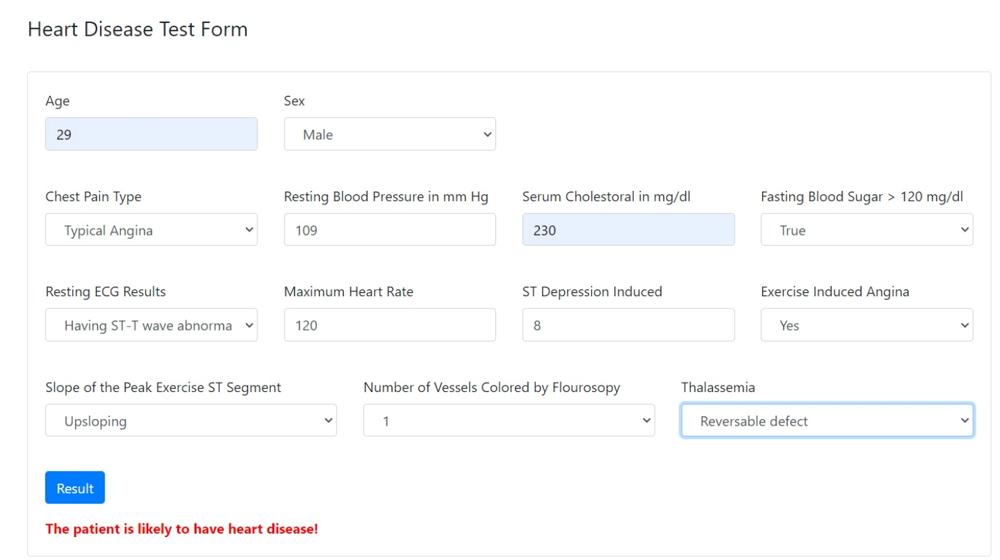 Heart Disease Test Form
Age Sex
29 Male
Chest Pain Type Resting Blood Pressure in mm Hg Serum Cholestoral in mg/dl Fasting Blood Sugar > 120 mg/dl
Typical Angina 109 230 True
Resting ECG Results Maximum Heart Rate ST Depression Induced Exercise Induced Angina
Having ST-T wave abnorma 120 8 Yes
Slope of the Peak Exercise ST Segment Number of Vessels Colored by Flourosopy Thalassemia
Upsloping 1 Reversable defect
Result
The patient is likely to have heart disease!